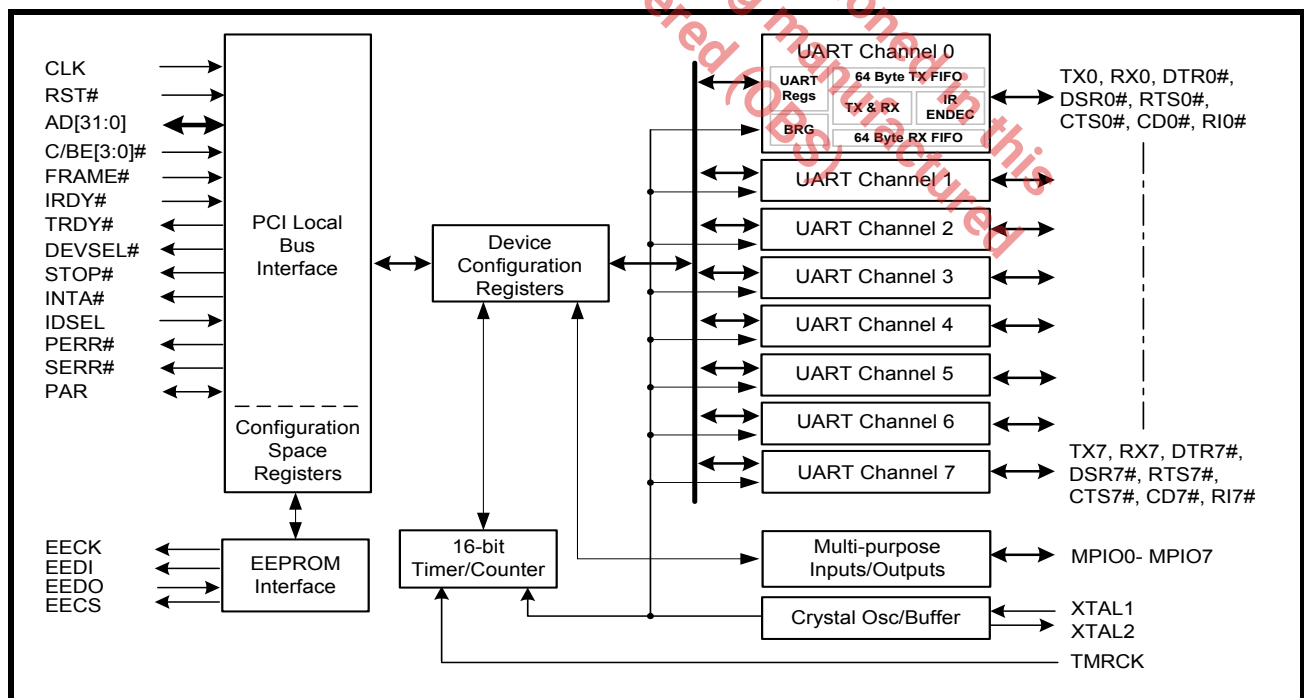 CLK
RST#
AD[31:0]
C/BE[3:0]#
FRAME#
IRDY#
TRDY#
DEVSEL#
STOP#
INTA#
IDSEL
PERR#
SERR#
PAR
EECK
EEDI
EEDO
EECS
PCI Local
Bus
Interface
Configuration
Space
Registers
EEPROM
Interface
Device
Configuration
Registers
16-bit
Timer/Counter
UART Channel 0
UART
Regs
BRG
64 Byte TX FIFO
TX & RX
IR
ENDEC
64 Byte RX FIFO
UART Channel 1
UART Channel 2
UART Channel 3
UART Channel 4
UART Channel 5
UART Channel 6
UART Channel 7
Multi-purpose
Inputs/Outputs
Crystal Osc/Buffer
TX0, RX0, DTR0#,
DSR0#, RTS0#,
CTS0#, CD0#, RI0#
TX7, RX7, DTR7#,
DSR7#, RTS7#,
CTS7#, CD7#, RI7#
MPIO0- MPIO7
XTAL1
XTAL2
TMRCK
in this
manufactured
(OBS)